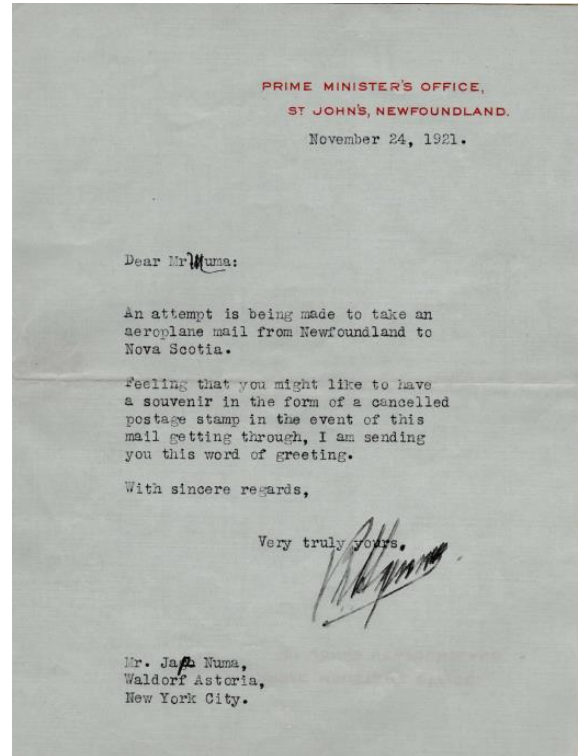 PRIME MINISTER'S OFFICE,
ST JOHN'S, NEWFOUNDLAND.
November 24, 1921.
Dear Mr Muma:
An attempt is being made to take an
aeroplane mail from Newfoundland to
Nova Scotia.
Feeling that you might like to have
a souvenir in the form of a cancelled
postage stamp in the event of this
mail getting through, I am sending
you this word of greeting.
With sincere regards,
Very truly yours.
Mr. Numa,
Waldorf Astoria,
New York City.